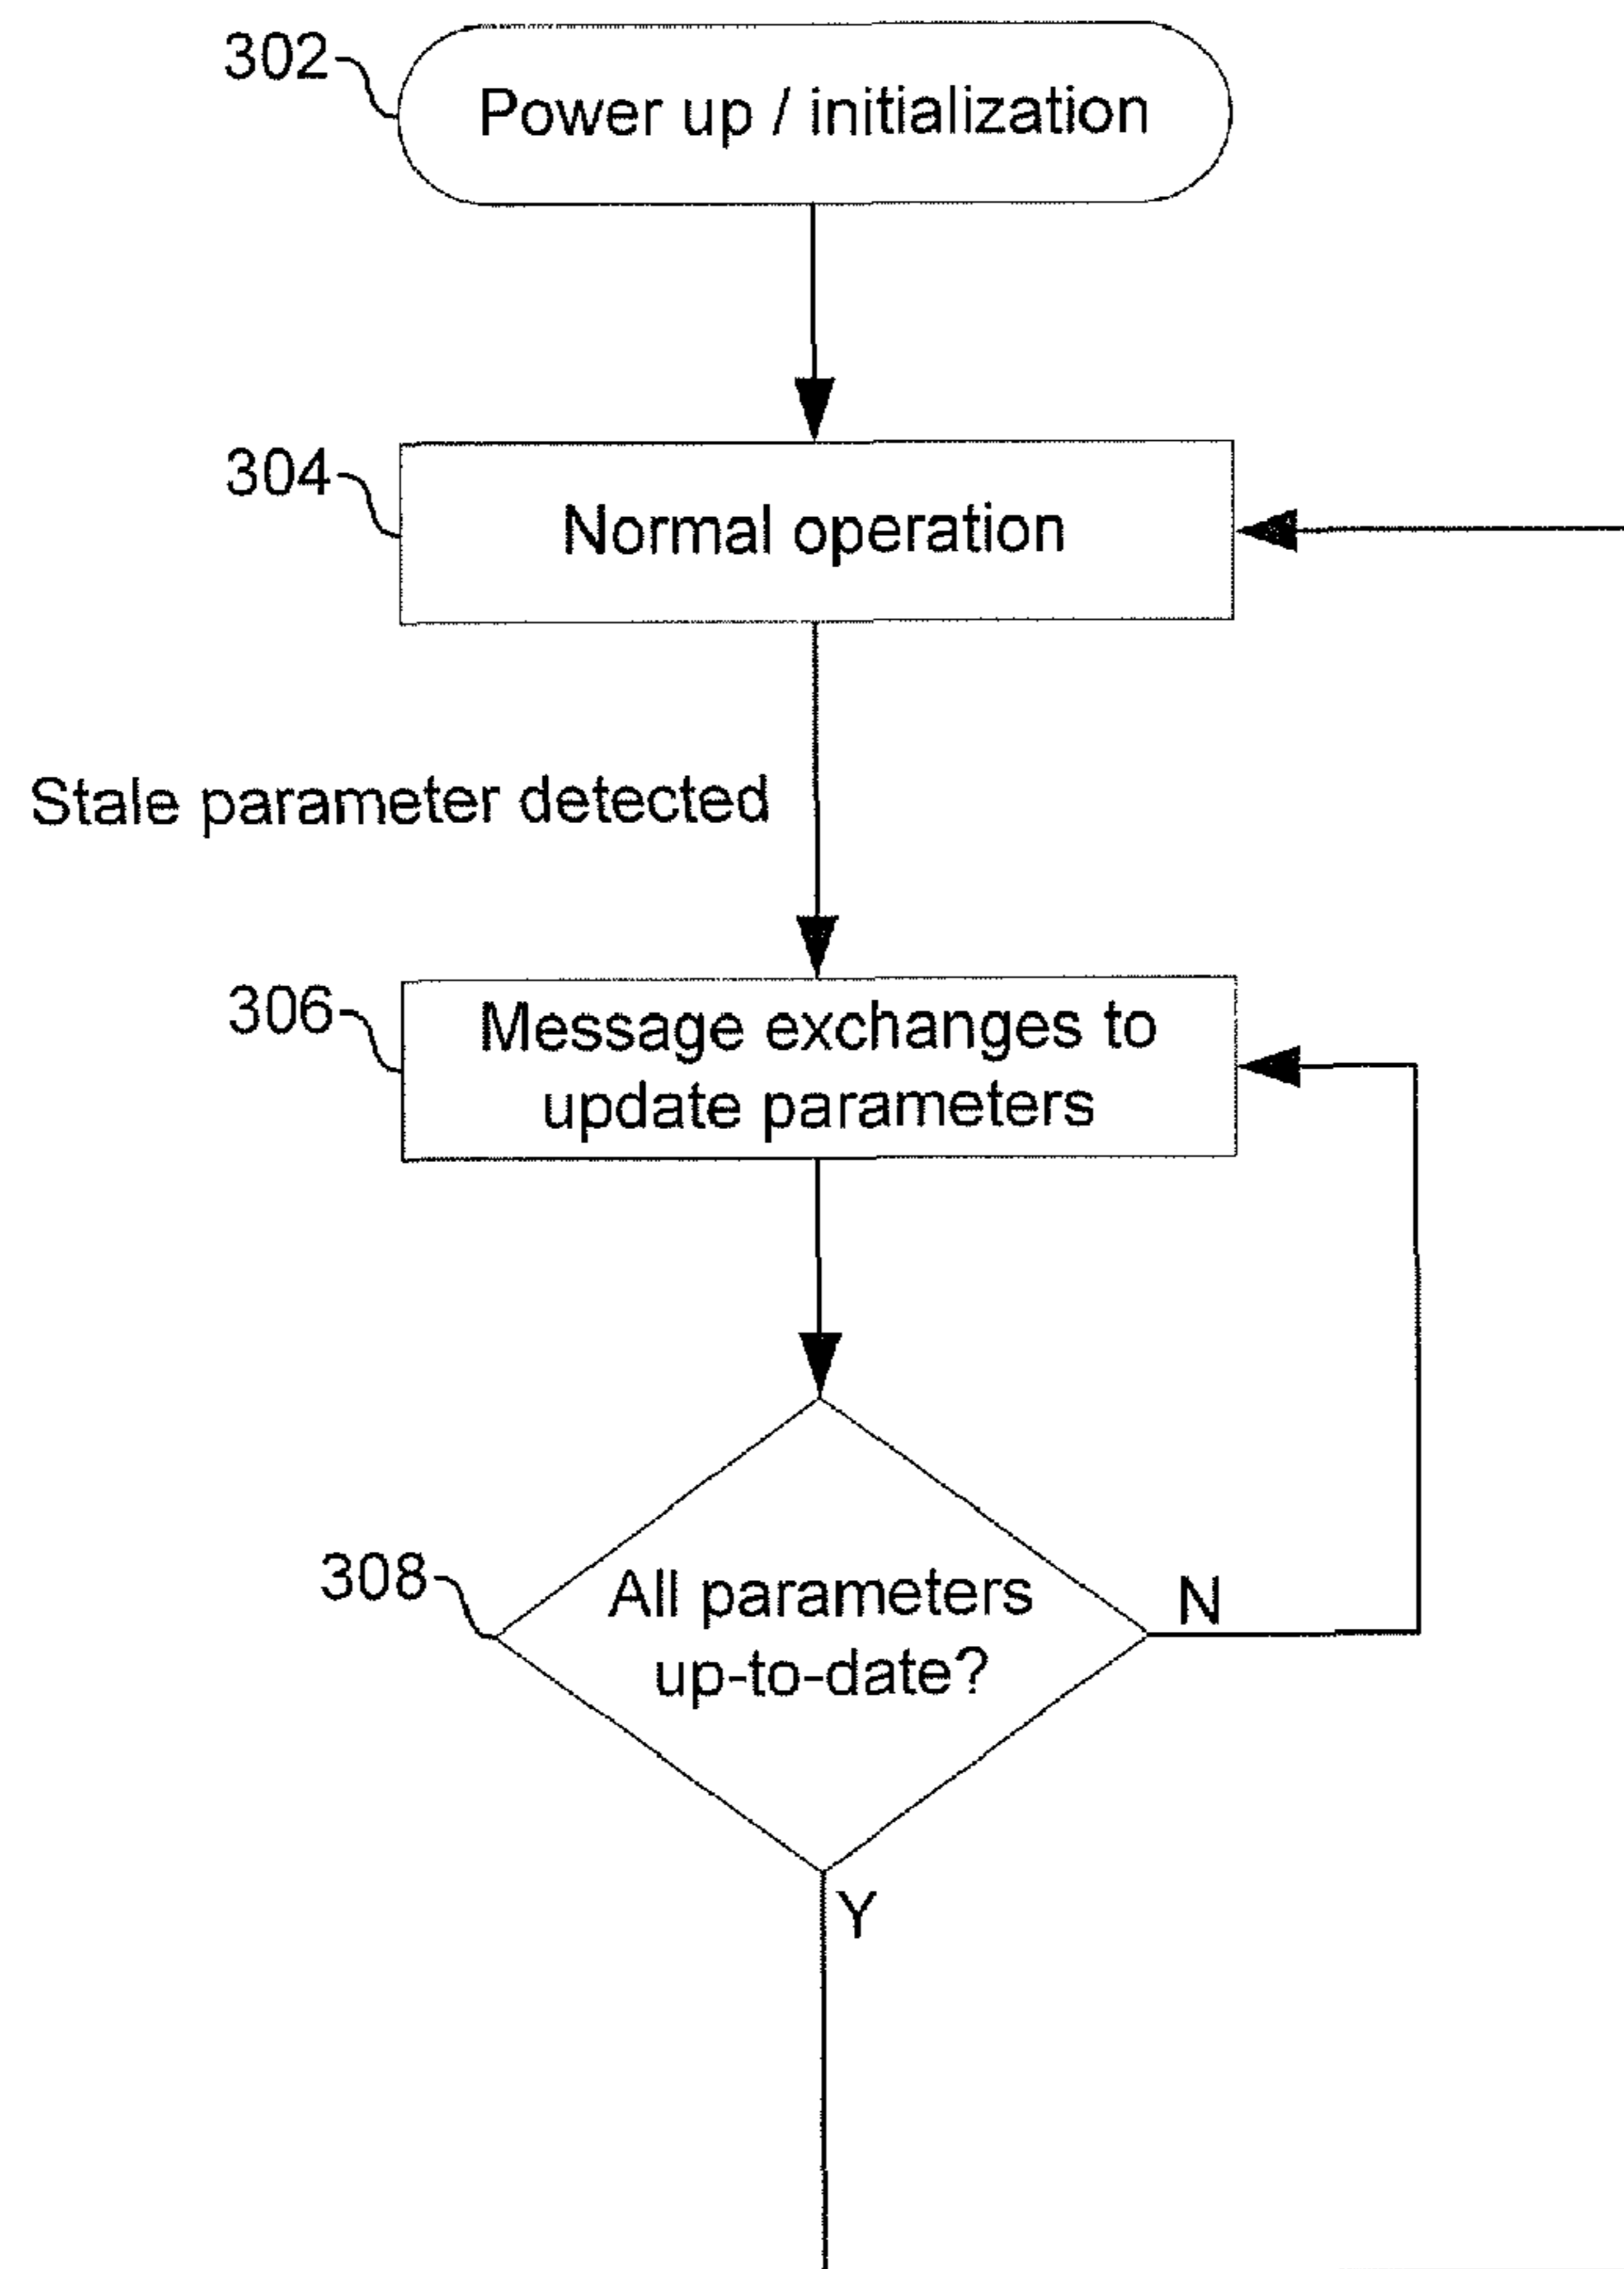 302
Power up / initialization
304
Normal operation
Stale parameter detected
306
Message exchanges to
update parameters
308
All parameters
up-to-date?
N
Y